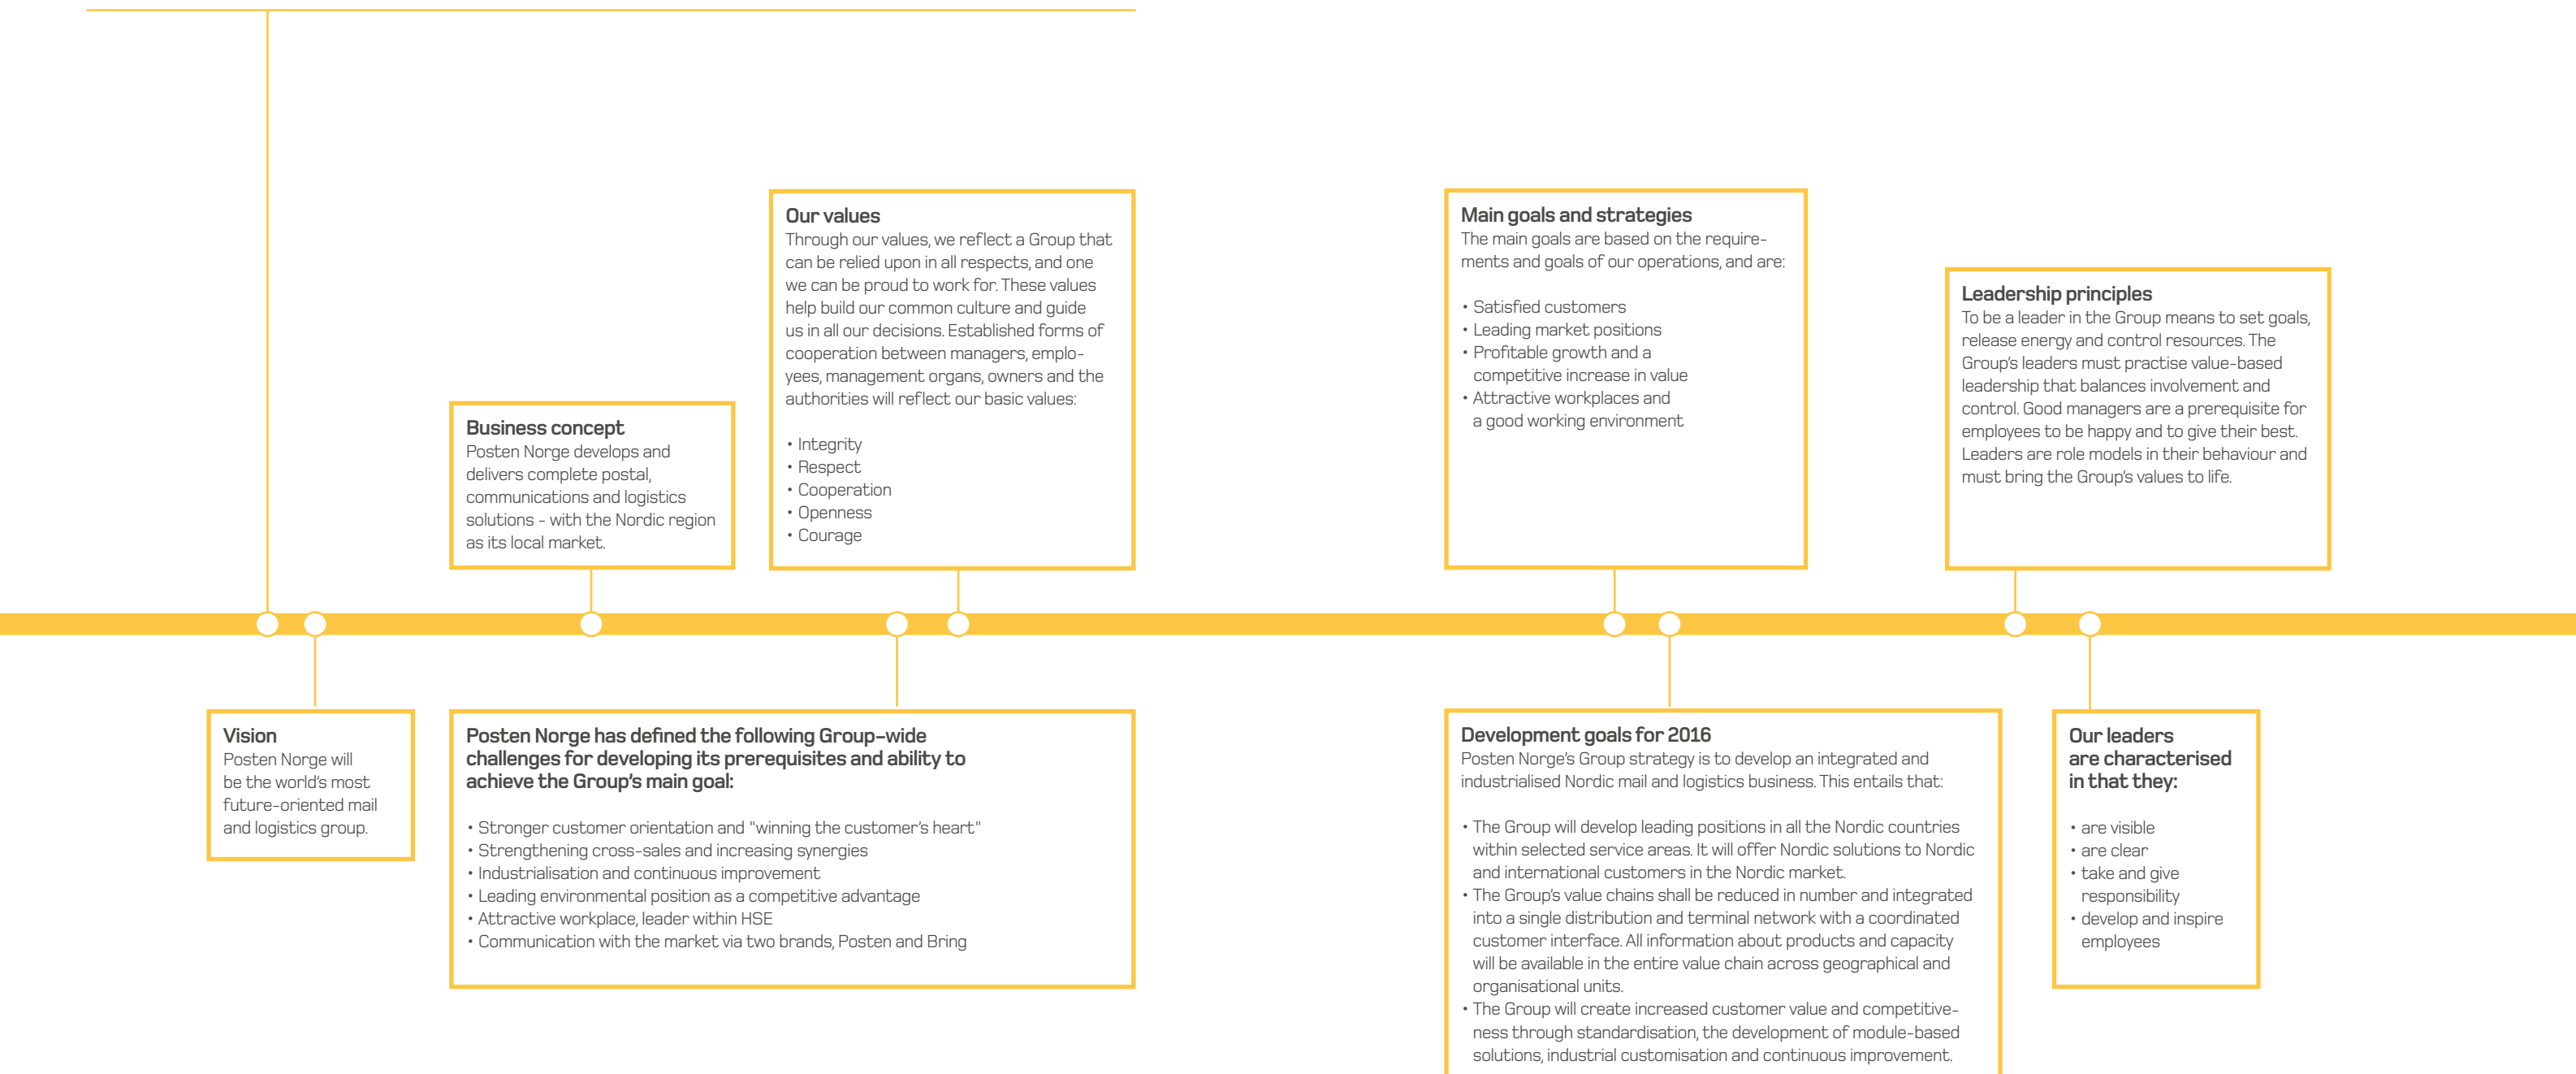 Our values
Through our values, we reflect a Group that
can be relied upon in all respects, and one
we can be proud to work for. These values
help build our common culture and guide
us in all our decisions. Established forms of
cooperation between managers, emplo-
yees, management organs, owners and the
authorities will reflect our basic values:
• Integrity
• Respect
• Cooperation
• Openness
• Courage
Main goals and strategies
The main goals are based on the require-
ments and goals of our operations, and are:
• Satisfied customers
• Leading market positions
• Profitable growth and a
competitive increase in value
• Attractive workplaces and
a good working environment
Leadership principles
To be a leader in the Group means to set goals,
release energy and control resources. The
Group's leaders must practise value-based
leadership that balances involvement and
control. Good managers are a prerequisite for
employees to be happy and to give their best.
Leaders are role models in their behaviour and
must bring the Group's values to life.
Business concept
Posten Norge develops and
delivers complete postal,
communications and logistics
solutions - with the Nordic region
as its local market.
Vision
Posten Norge will
be the world's most
future-oriented mail
and logistics group.
Posten Norge has defined the following Group-wide
challenges for developing its prerequisites and ability to
achieve the Group's main goal:
• Stronger customer orientation and "winning the customer's heart"
• Strengthening cross-sales and increasing synergies
• Industrialisation and continuous improvement
• Leading environmental position as a competitive advantage
• Attractive workplace, leader within HSE
• Communication with the market via two brands, Posten and Bring
Development goals for 2016
Posten Norge's Group strategy is to develop an integrated and
industrialised Nordic mail and logistics business. This entails that:
• The Group will develop leading positions in all the Nordic countries
within selected service areas. It will offer Nordic solutions to Nordic
and international customers in the Nordic market.
• The Group's value chains shall be reduced in number and integrated
into a single distribution and terminal network with a coordinated
customer interface. All information about products and capacity
will be available in the entire value chain across geographical and
organisational units.
• The Group will create increased customer value and competitive-
ness through standardisation, the development of module-based
solutions, industrial customisation and continuous improvement.
Our leaders
are characterised
in that they:
• are visible
• are clear
• take and give
responsibility
• develop and inspire
employees